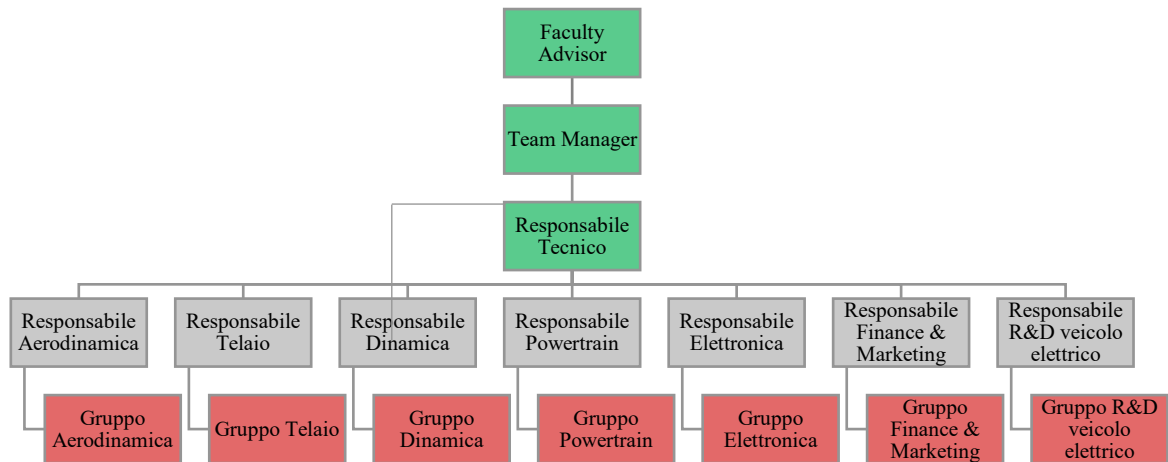 Faculty
Advisor
Team Manager
Responsabile
Tecnico
Responsabile
Aerodinamica
Responsabile
Telaio
Responsabile
Dinamica
Responsabile
Powertrain
Responsabile
Elettronica
Responsabile
Finance &
Marketing
Responsabile
R&D veicolo
elettrico
Gruppo
Aerodinamica
Gruppo Telaio
Gruppo
Dinamica
Gruppo
Powertrain
Gruppo
Elettronica
Gruppo
Finance &
Marketing
Gruppo R&D
veicolo
elettrico